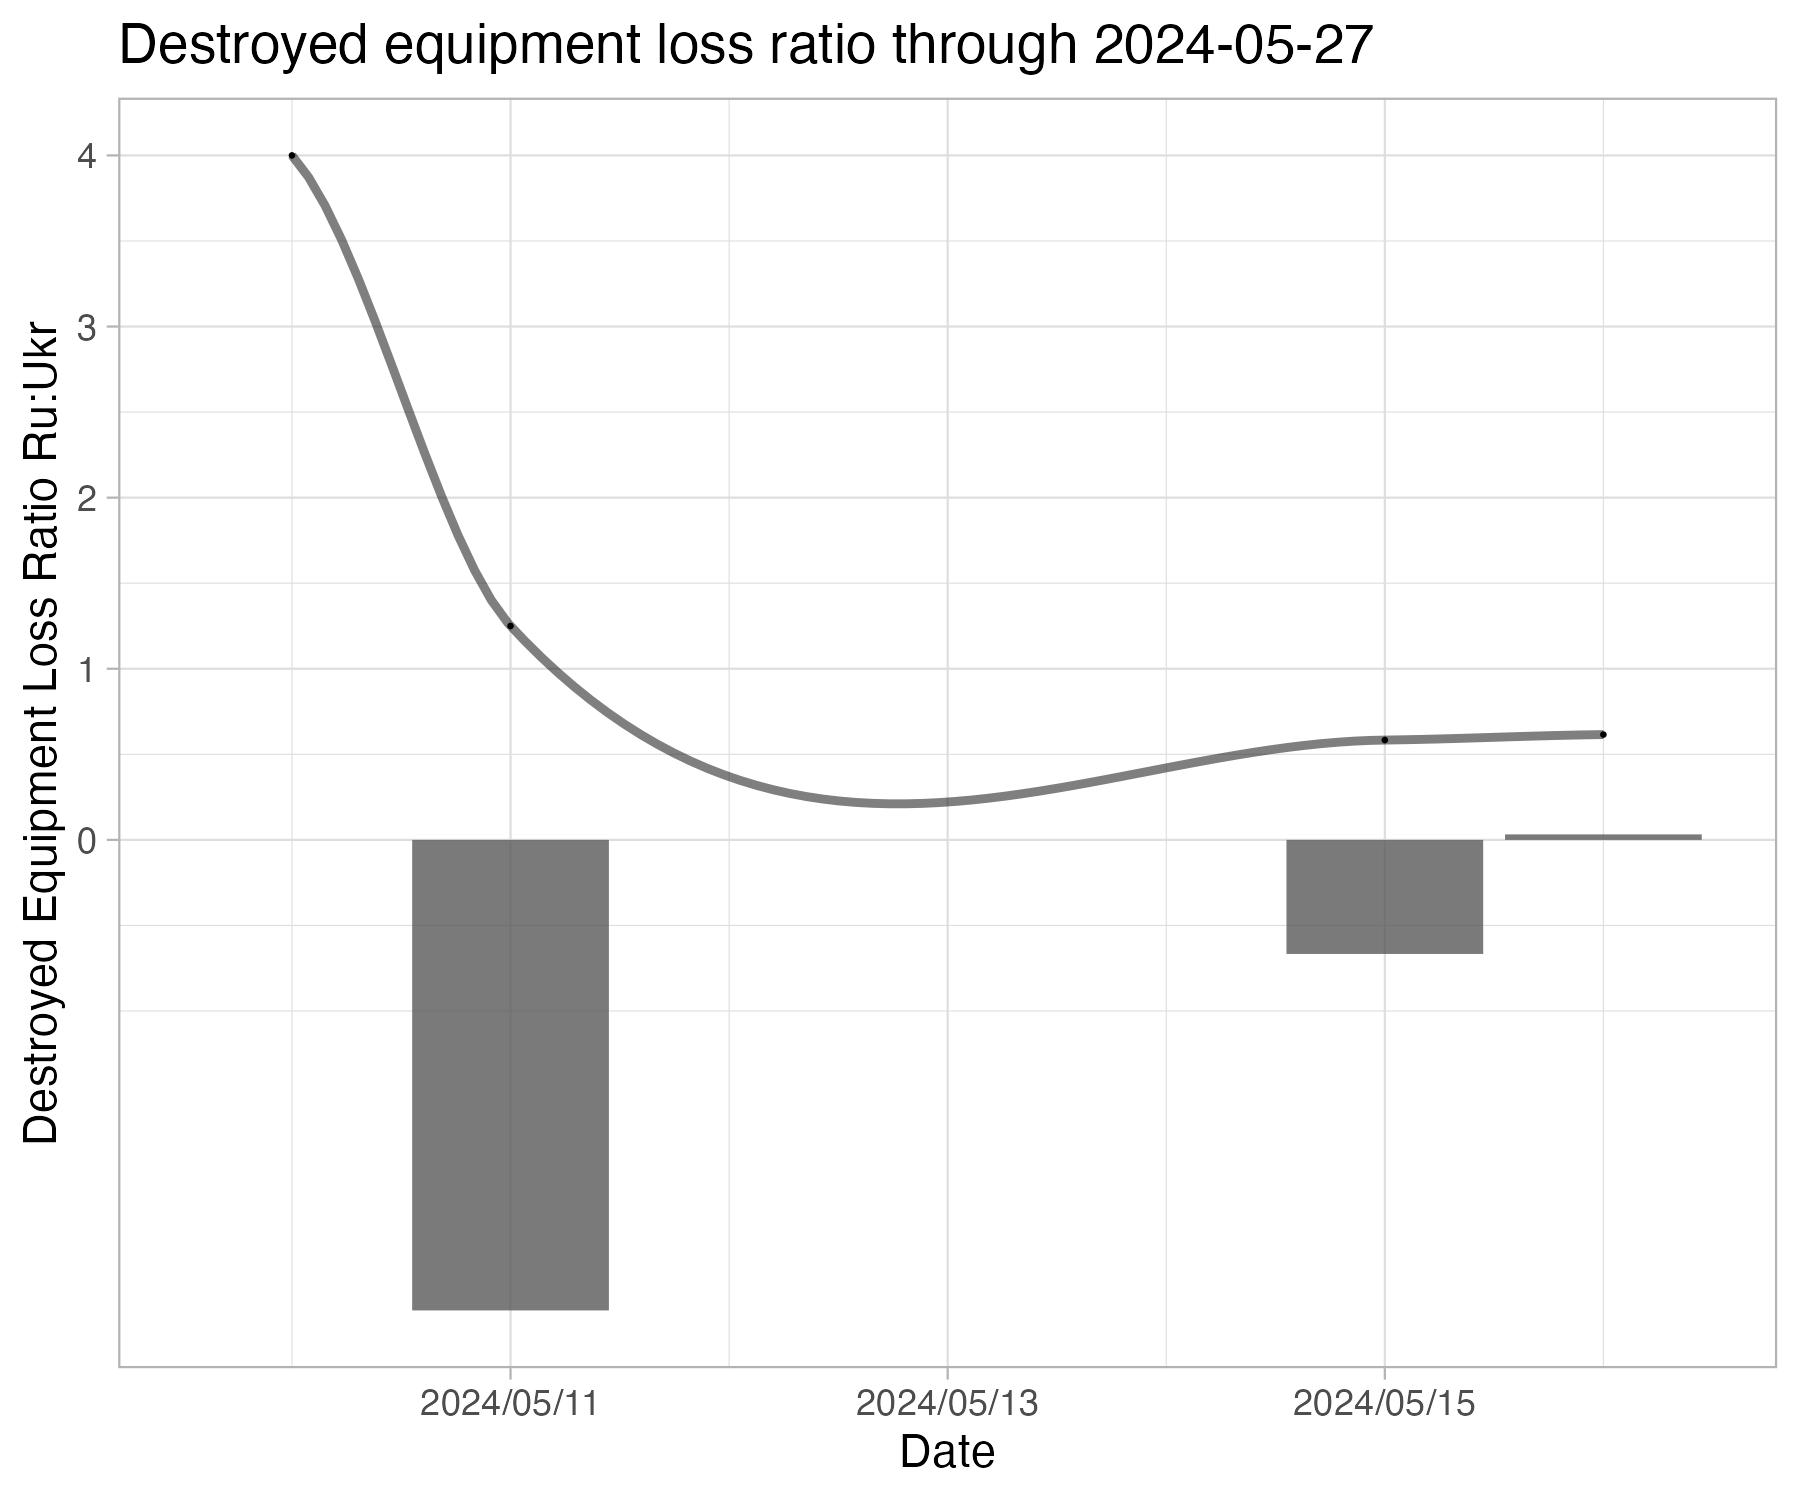 Destroyed equipment loss ratio through 2024-05-27
Destroyed Equipment Loss Ratio Ru:Ukr
4
3
2
1
0
2024/05/11
2024/05/13
2024/05/15
Date